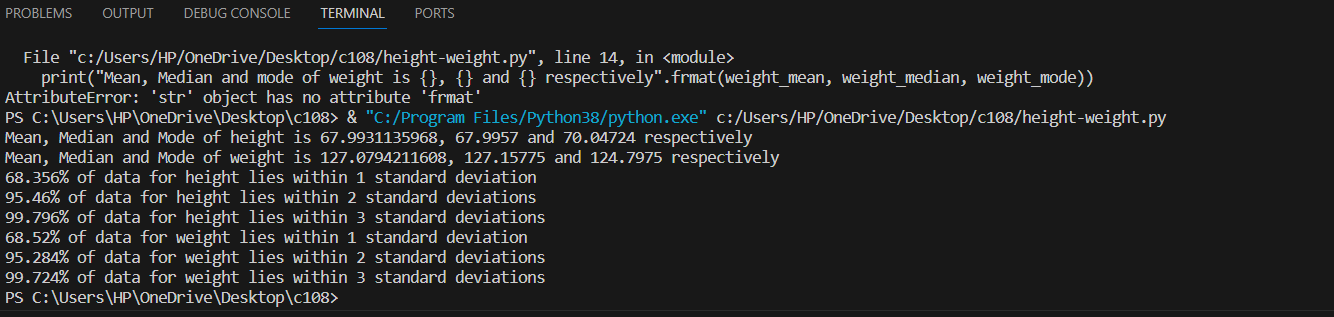 PROBLEMS OUTPUT DEBUG CONSOLE TERMINAL PORTS
File "c:/Users/HP/OneDrive/Desktop/c108/height-weight.py", line 14, in <module>
print("Mean, Median and mode of weight is {}, {} and {} respectively".frmat(weight_mean, weight_median, weight_mode))
AttributeError: 'str' object has no attribute 'frmat'
PS C:\Users\HP\OneDrive\Desktop\c108> & "C:/Program Files/Python38/python.exe" c:/Users/HP/OneDrive/Desktop/c108/height-weight.py
Mean, Median and Mode of height is 67.9931135968, 67.9957 and 70.04724 respectively
Mean, Median and Mode of weight is 127.0794211608, 127.15775 and 124.7975 respectively
68.356% of data for height lies within 1 standard deviation
95.46% of data for height lies within 2 standard deviations
99.796% of data for height lies within 3 standard deviations
68.52% of data for weight lies within 1 standard deviation
95.284% of data for weight lies within 2 standard deviations
99.724% of data for weight lies within 3 standard deviations
PS C:\Users\HP\OneDrive\Desktop\c108>